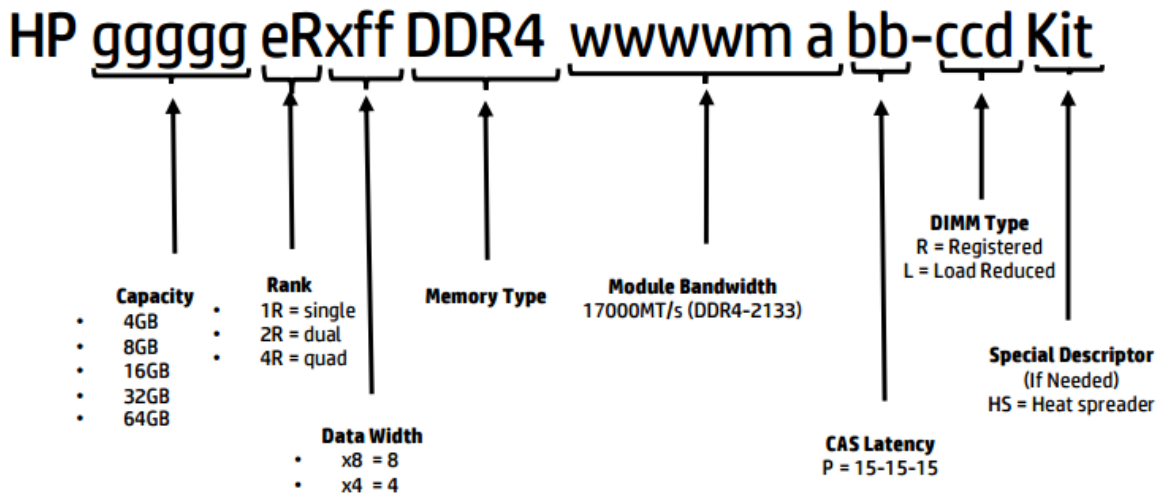 HP ggggg eRxff DDR4 wwwwm a bb-ccd Kit
Capacity
• 4GB
• 8GB
• 16GB
• 32GB
• 64GB
Rank
• 1R = single
• 2R = dual
• 4R = quad
Data Width
• x8 = 8
• x4 = 4
Memory Type
Module Bandwidth
17000MT/s (DDR4-2133)
CAS Latency
P = 15-15-15
DIMM Type
R = Registered
L = Load Reduced
Special Descriptor
(If Needed)
HS = Heat spreader